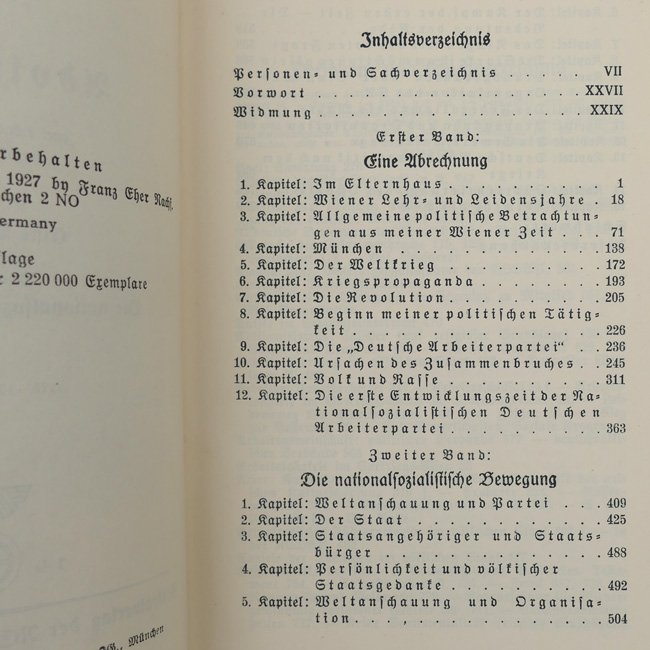 rbehalten
1927 by Franz Eher Nachf.
chen 2 NO
ermany
lage
2 220 000 Exemplare
München
Inhaltsverzeichnis
Personen- und Sachverzeichnis . . . . . VII
Vorwort . . . . . . . . . . . . . . XXVII
Widmung . . . . . . . . . . . . . . XXIX
Erster Band:
Eine Abrechnung
1. Kapitel: Im Elternhaus . . . . . . . . . 1
2. Kapitel: Wiener Lehr- und Leidensjahre . 18
3. Kapitel: Allgemeine politische Betrachtun-
gen aus meiner Wiener Zeit . . . 71
4. Kapitel: München . . . . . . . . . . . 138
5. Kapitel: Der Weltkrieg . . . . . . . . . 172
6. Kapitel: Kriegspropaganda . . . . . . . 193
7. Kapitel: Die Revolution . . . . . . . . 205
8. Kapitel: Beginn meiner politischen Tätig-
keit . . . . . . . . . . . . . . 226
9. Kapitel: Die „Deutsche Arbeiterpartei“ . . 236
10. Kapitel: Ursachen des Zusammenbruches . . 245
11. Kapitel: Volk und Rasse . . . . . . . . 311
12. Kapitel: Die erste Entwicklungszeit der Na-
tionalsozialistischen Deutschen
Arbeiterpartei . . . . . . . . . 363
Zweiter Band:
Die nationalsozialistische Bewegung
1. Kapitel: Weltanschauung und Partei . . . 409
2. Kapitel: Der Staat . . . . . . . . . . . 425
3. Kapitel: Staatsangehöriger und Staats-
bürger . . . . . . . . . . . . . 488
4. Kapitel: Persönlichkeit und völkischer
Staatsgedanke . . . . . . . . . 492
5. Kapitel: Weltanschauung und Organisa-
tion . . . . . . . . . . . . . . 504